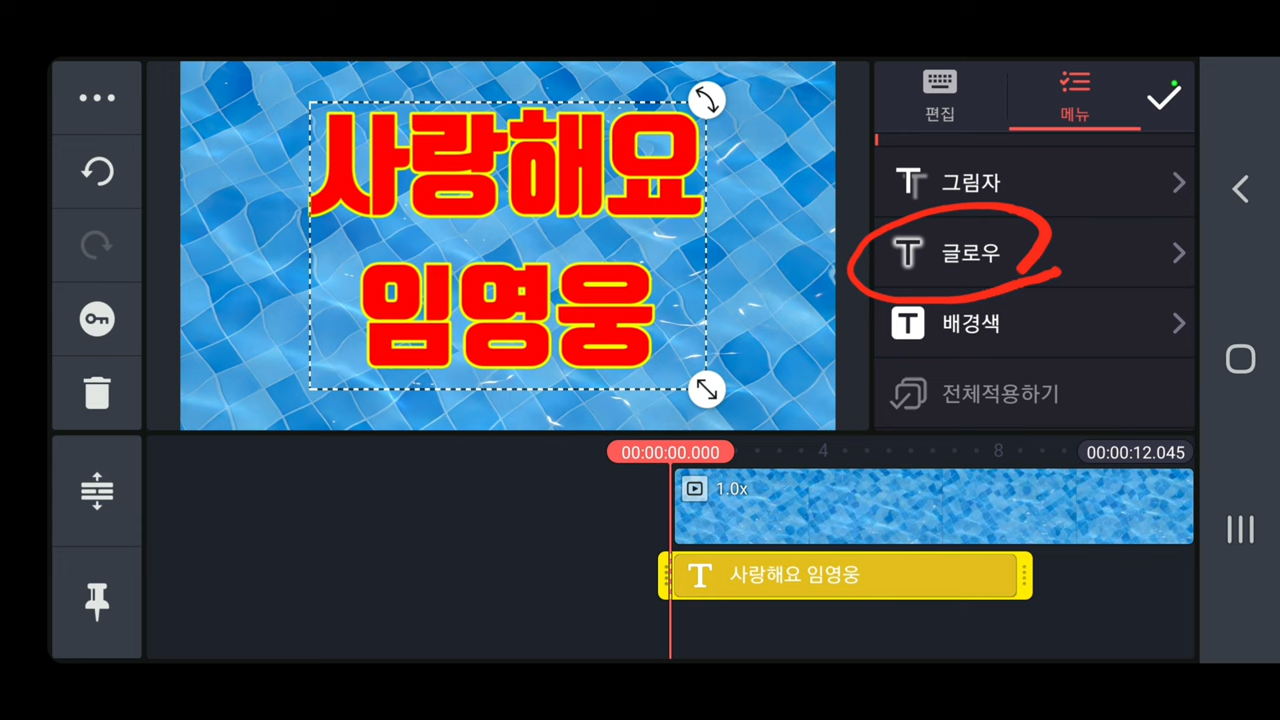 사랑해요
임영웅
편집
메뉴
그림자
글로우
배경색
전체적용하기
00:00:00.000
4
8
00:00:12.045
1.0x
사랑해요 임영웅